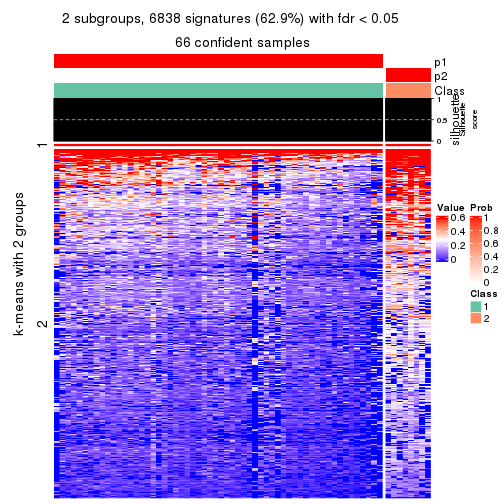 2 subgroups, 6838 signatures (62.9%) with fdr < 0.05
66 confident samples
p1
p2
Class
silhouette
Silhouette
score
1
0.5
0
k-means with 2 groups
1
2
Value
0.6
0.4
0.2
0
Prob
1
0.8
0.6
0.4
0.2
0
Class
1
2